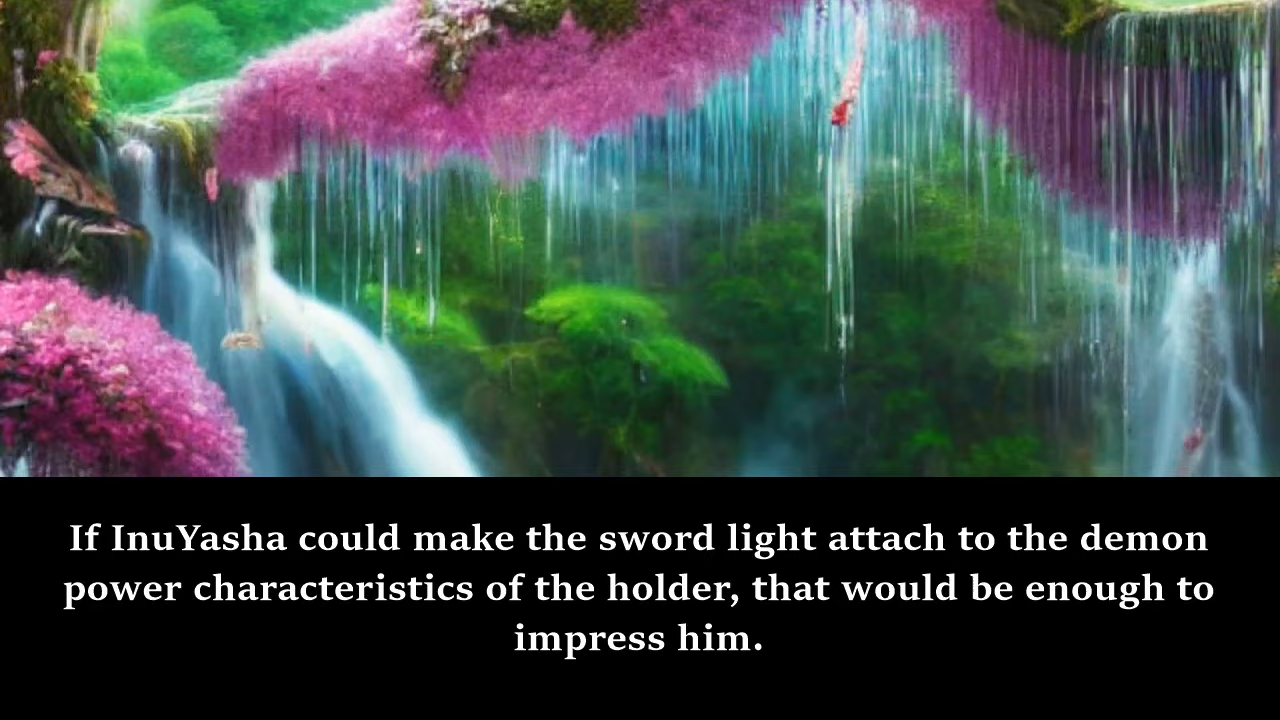 If InuYasha could make the sword light attach to the demon
power characteristics of the holder, that would be enough to
impress him.